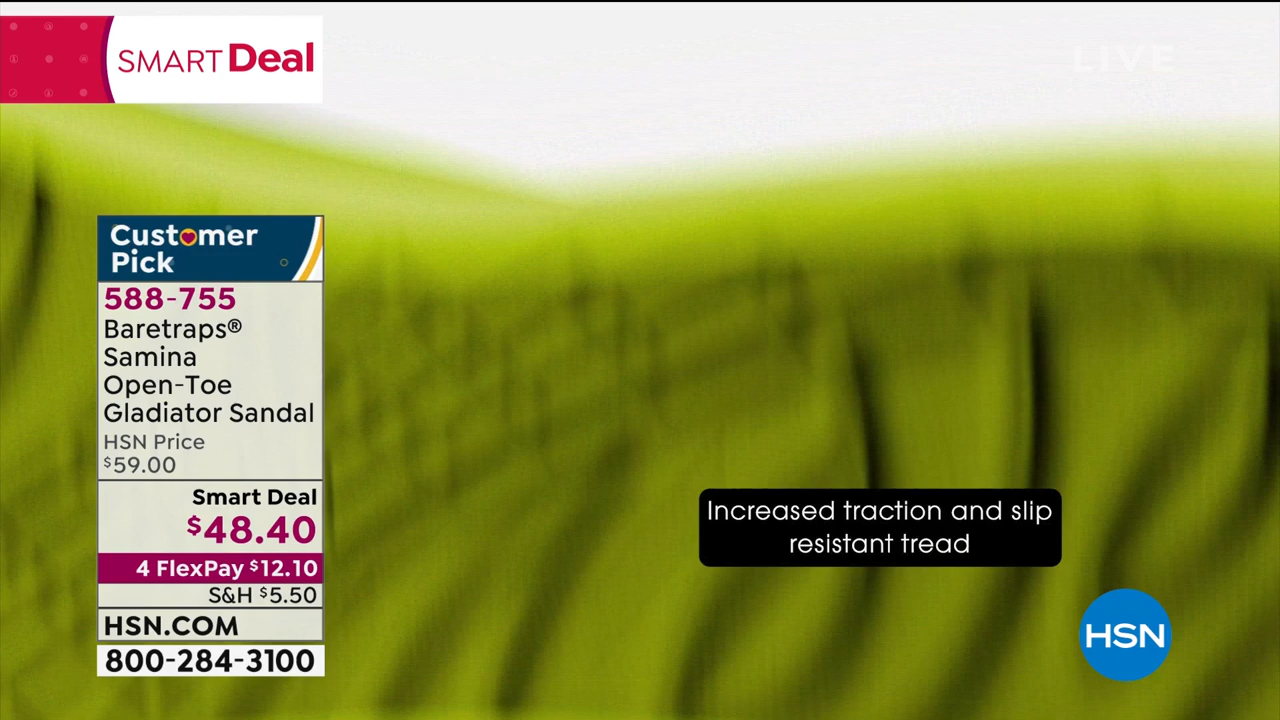 SMART Deal
LIVE
Customer
Pick
588-755
Baretraps®
Samina
Open-Toe
Gladiator Sandal
HSN Price
$59.00
Smart Deal
$48.40
4 FlexPay $12.10
S&H $5.50
HSN.COM
800-284-3100
Increased traction and slip
resistant tread
HSN